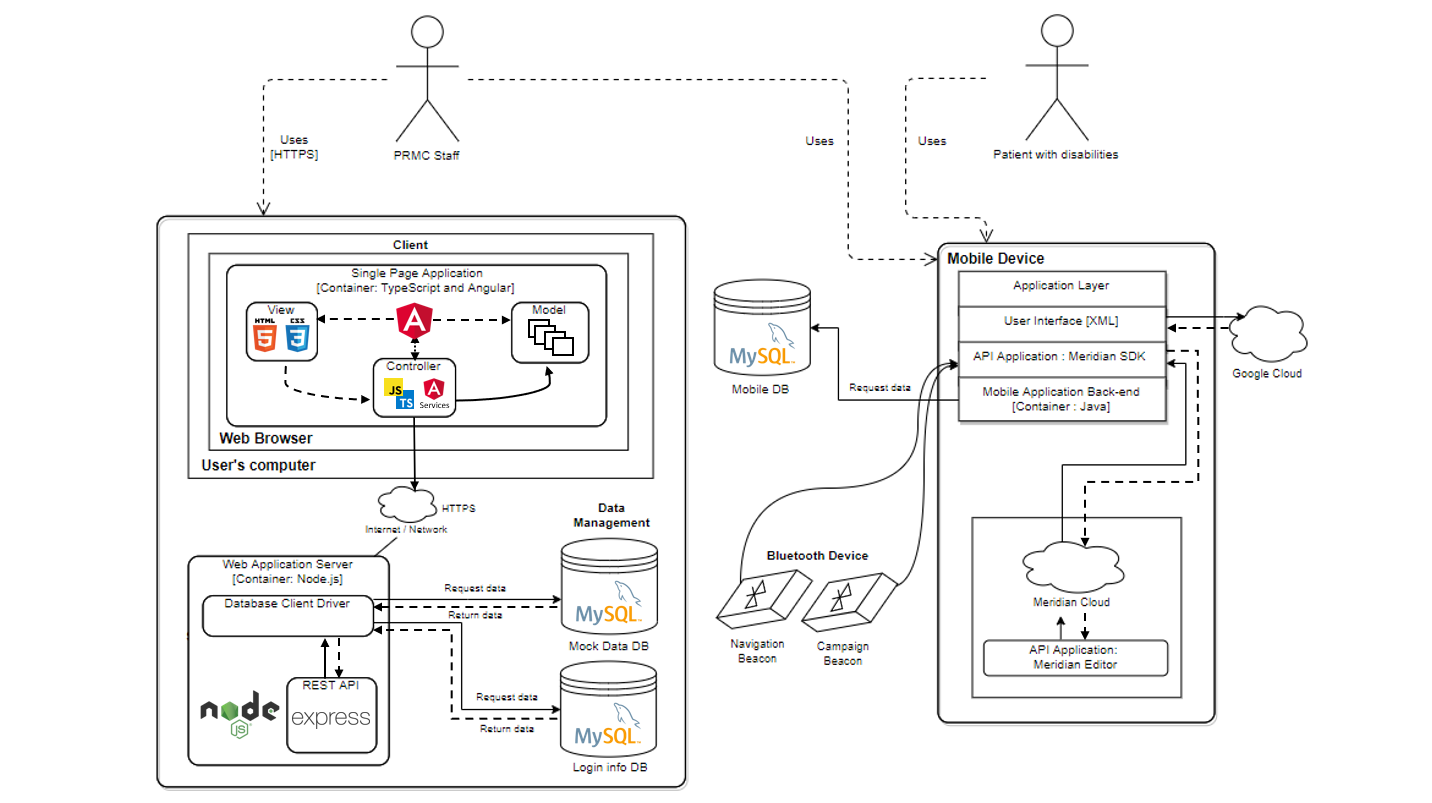 PRMC Staff
Patient with disabilities
Uses
[HTTPS]
Uses
Uses
Client
Single Page Application
[Container: TypeScript and Angular]
View
HTML
5
CSS
3
A
Model
Controller
JS
TS
A
Services
Web Browser
User's computer
HTTPS
Internet / Network
Data
Management
Web Application Server
[Container: Node.js]
Database Client Driver
Request data
Return data
MySQL™
Mock Data DB
REST API
node
JS
express
Request data
Return data
MySQL™
Login info DB
MySQL™
Mobile DB
Request data
Mobile Device
Application Layer
User Interface [XML]
API Application : Meridian SDK
Mobile Application Back-end
[Container : Java]
Google Cloud
Bluetooth Device
Navigation
Beacon
Campaign
Beacon
Meridian Cloud
API Application:
Meridian Editor